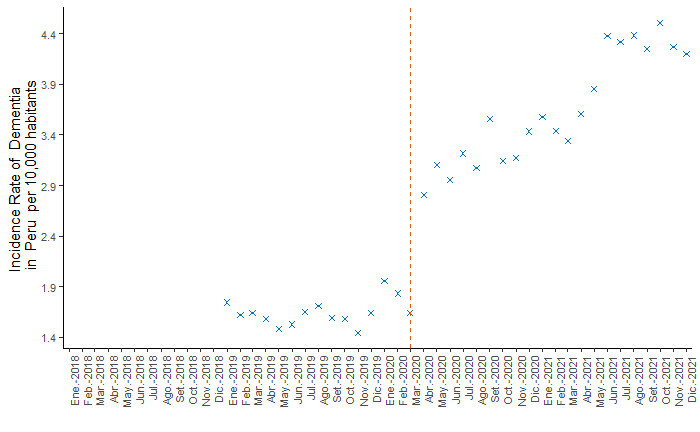 Incidence Rate of Dementia
in Peru per 10,000 habitants
4.4
3.9
3.4
2.9
2.4
1.9
1.4
Ene.-2018
Feb.-2018
Mar.-2018
Abr.-2018
May.-2018
Jun.-2018
Jul.-2018
Ago.-2018
Set.-2018
Oct.-2018
Nov.-2018
Dic.-2018
Ene.-2019
Feb.-2019
Mar.-2019
Abr.-2019
May.-2019
Jun.-2019
Jul.-2019
Ago.-2019
Set.-2019
Oct.-2019
Nov.-2019
Dic.-2019
Ene.-2020
Feb.-2020
Mar.-2020
Abr.-2020
May.-2020
Jun.-2020
Jul.-2020
Ago.-2020
Set.-2020
Oct.-2020
Nov.-2020
Dic.-2020
Ene.-2021
Feb.-2021
Mar.-2021
Abr.-2021
May.-2021
Jun.-2021
Jul.-2021
Ago.-2021
Set.-2021
Oct.-2021
Nov.-2021
Dic.-2021